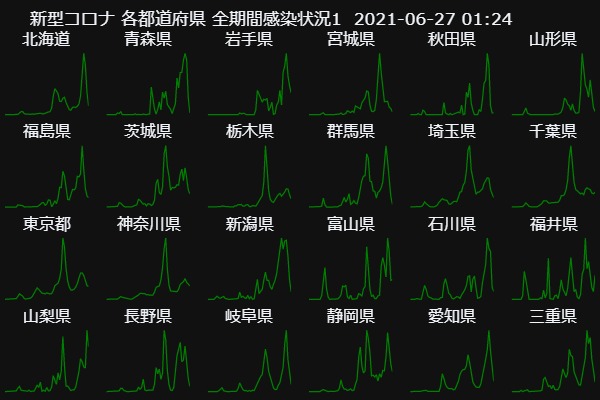 新型コロナ 各都道府県 全期間感染状況1 2021-06-27 01:24
北海道 青森県 岩手県 宮城県 秋田県 山形県
福島県 茨城県 栃木県 群馬県 埼玉県 千葉県
東京都 神奈川県 新潟県 富山県 石川県 福井県
山梨県 長野県 岐阜県 静岡県 愛知県 三重県